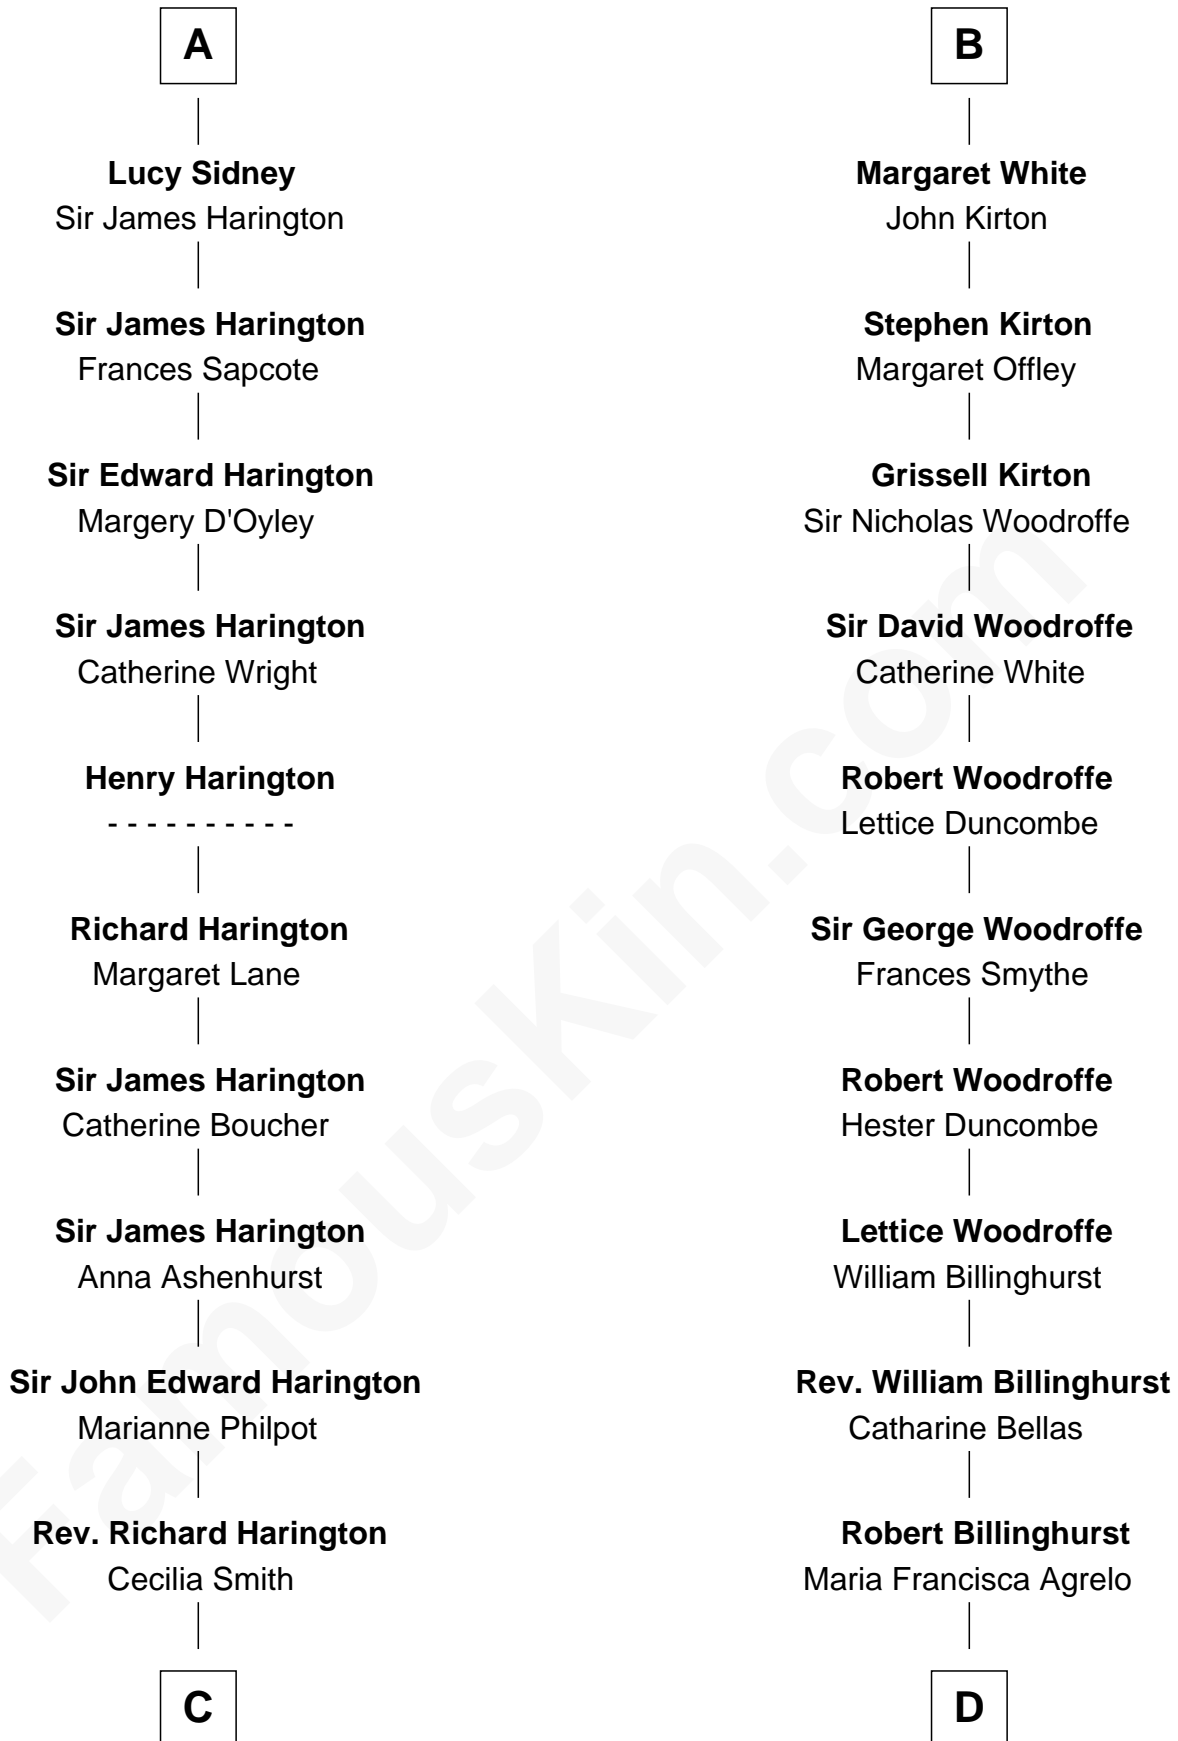 A
Lucy Sidney
Sir James Harington
Sir James Harington
Frances Sapcote
Sir Edward Harington
Margery D'Oyley
Sir James Harington
Catherine Wright
Henry Harington
- - - - - - - - - -
Richard Harington
Margaret Lane
Sir James Harington
Catherine Boucher
Sir James Harington
Anna Ashenhurst
Sir John Edward Harington
Marianne Philpot
Rev. Richard Harington
Cecilia Smith
C
B
Margaret White
John Kirton
Stephen Kirton
Margaret Offley
Grissell Kirton
Sir Nicholas Woodroffe
Sir David Woodroffe
Catherine White
Robert Woodroffe
Lettice Duncombe
Sir George Woodroffe
Frances Smythe
Robert Woodroffe
Hester Duncombe
Lettice Woodroffe
William Billinghurst
Rev. William Billinghurst
Catharine Bellas
Robert Billinghurst
Maria Francisca Agrelo
D
FamousKin.com